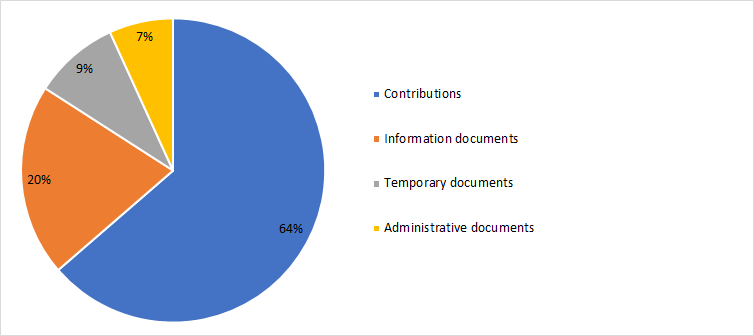 7%
9%
20%
64%
Contributions
Information documents
Temporary documents
Administrative documents